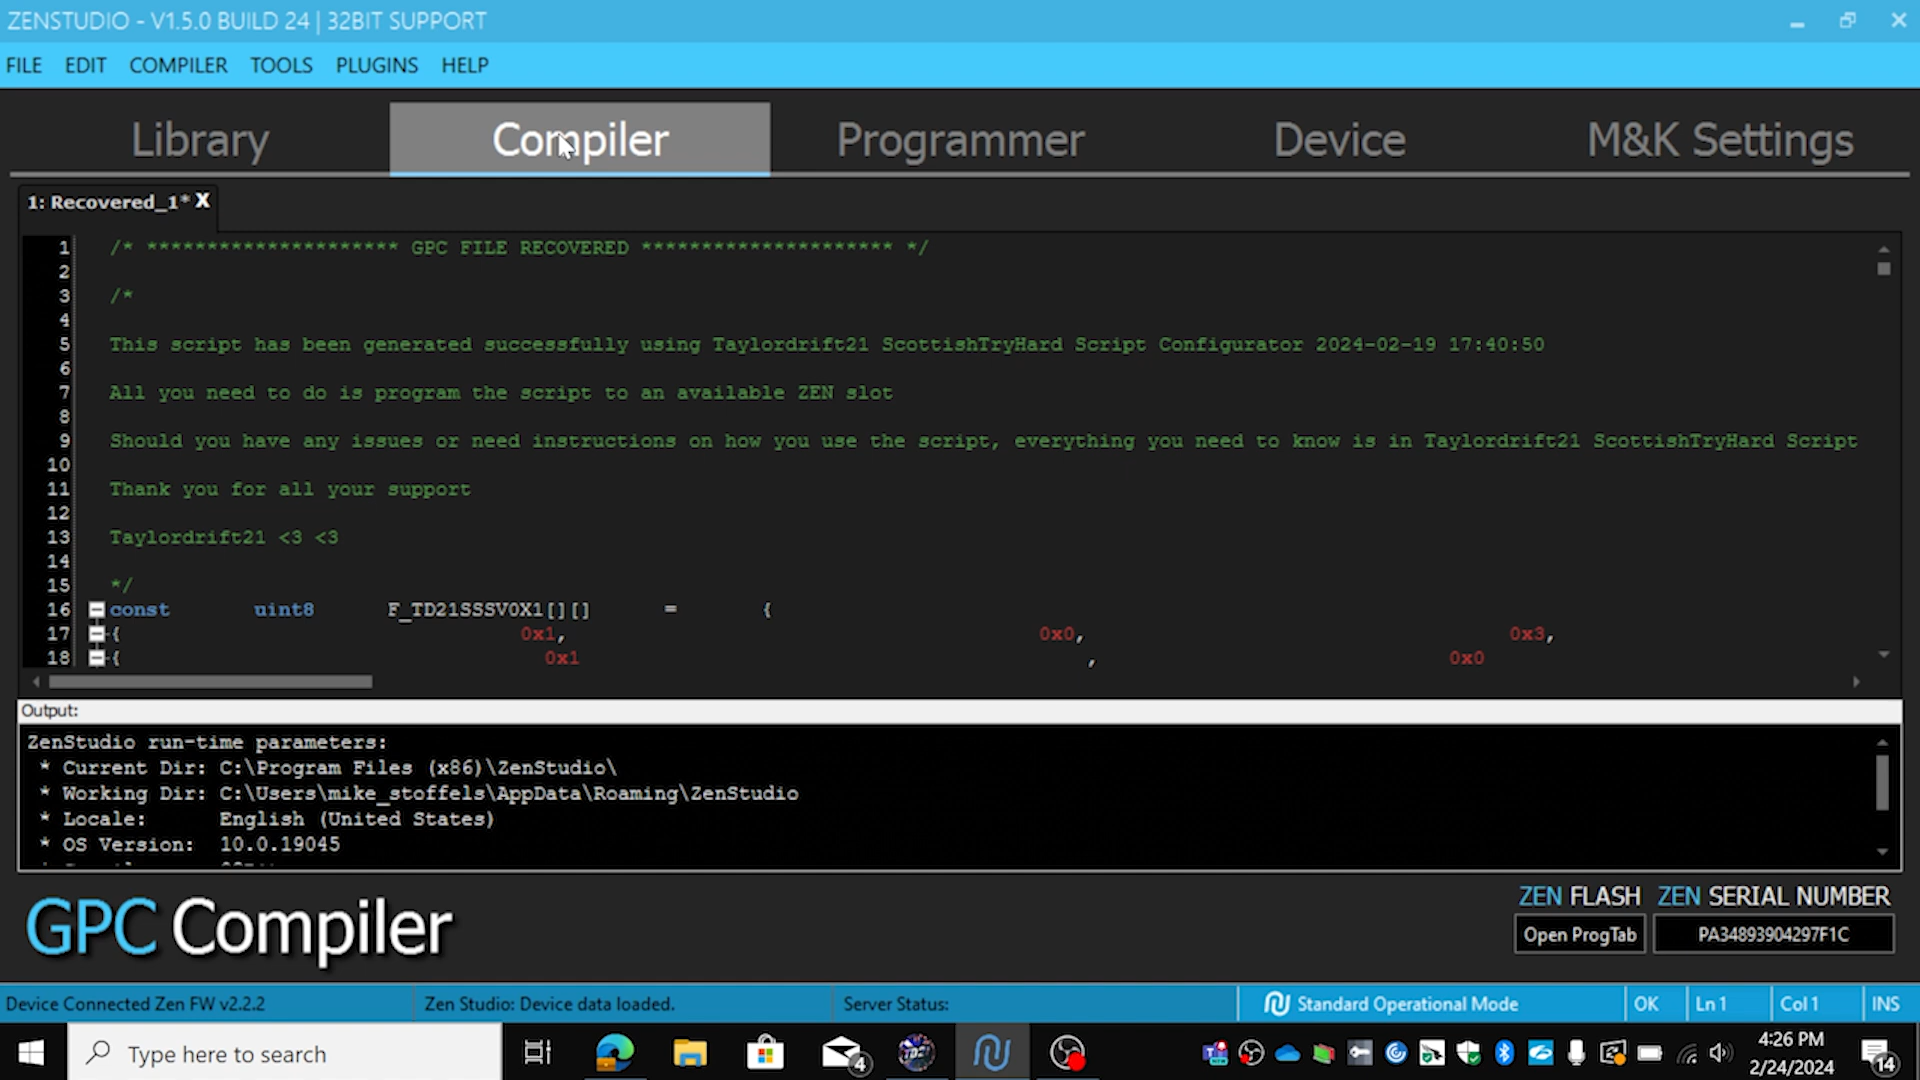 ZENSTUDIO - V1.5.0 BUILD 24 | 32BIT SUPPORT
FILE EDIT COMPILER TOOLS PLUGINS HELP
Library Compiler Programmer Device M&K Settings
1: Recovered_1* X
1 /* ********************* GPC FILE RECOVERED ********************* */
2
3 /*
4
5 This script has been generated successfully using Taylordrift21 ScottishTryHard Script Configurator 2024-02-19 17:40:50
6
7 All you need to do is program the script to an available ZEN slot
8
9 Should you have any issues or need instructions on how you use the script, everything you need to know is in Taylordrift21 ScottishTryHard Script
10
11 Thank you for all your support
12
13 Taylordrift21 <3 <3
14
15 */
16 const uint8 F_TD21SSSV0X1[][] = {
17 { 0x1, 0x0, 0x3,
18 { 0x1 , 0x0
Output:
ZenStudio run-time parameters:
* Current Dir: C:\Program Files (x86)\ZenStudio\
* Working Dir: C:\Users\mike_stoffels\AppData\Roaming\ZenStudio
* Locale: English (United States)
* OS Version: 10.0.19045
GPC Compiler
ZEN FLASH ZEN SERIAL NUMBER
Open ProgTab PA34893904297F1C
Device Connected Zen FW v2.2.2 Zen Studio: Device data loaded. Server Status: Standard Operational Mode OK Ln 1 Col 1 INS
Type here to search
4
TD21
4:26 PM
2/24/2024
14